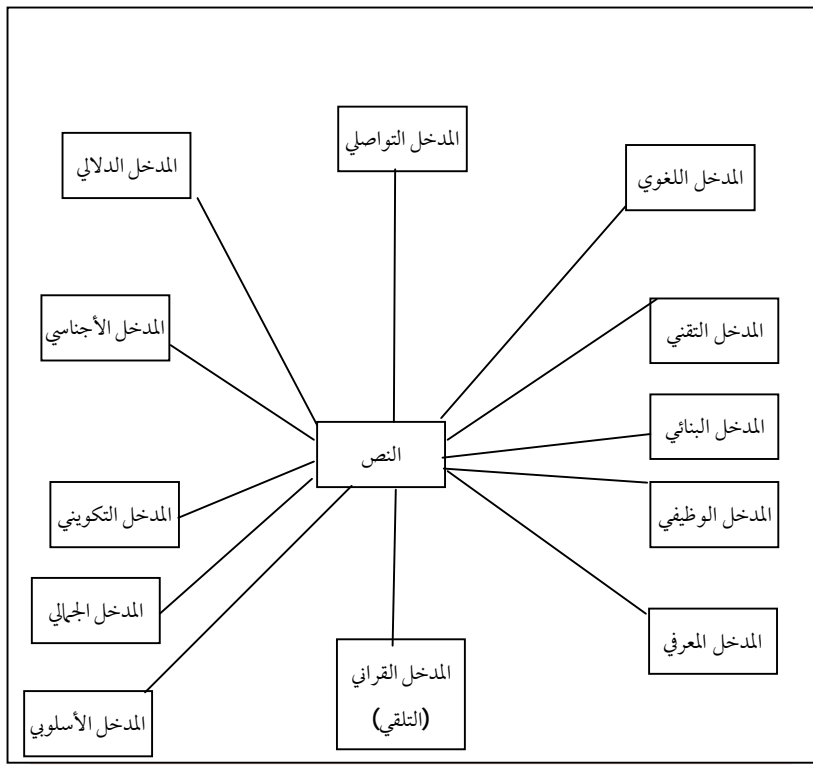 المدخل التواصلي
المدخل اللغوي
المدخل الدلالي
المدخل التقني
المدخل الأجناسي
المدخل البنائي
النص
المدخل الوظيفي
المدخل التكويني
المدخل الجمالي
المدخل المعرفي
المدخل القراني
(التلقي)
المدخل الأسلوبي